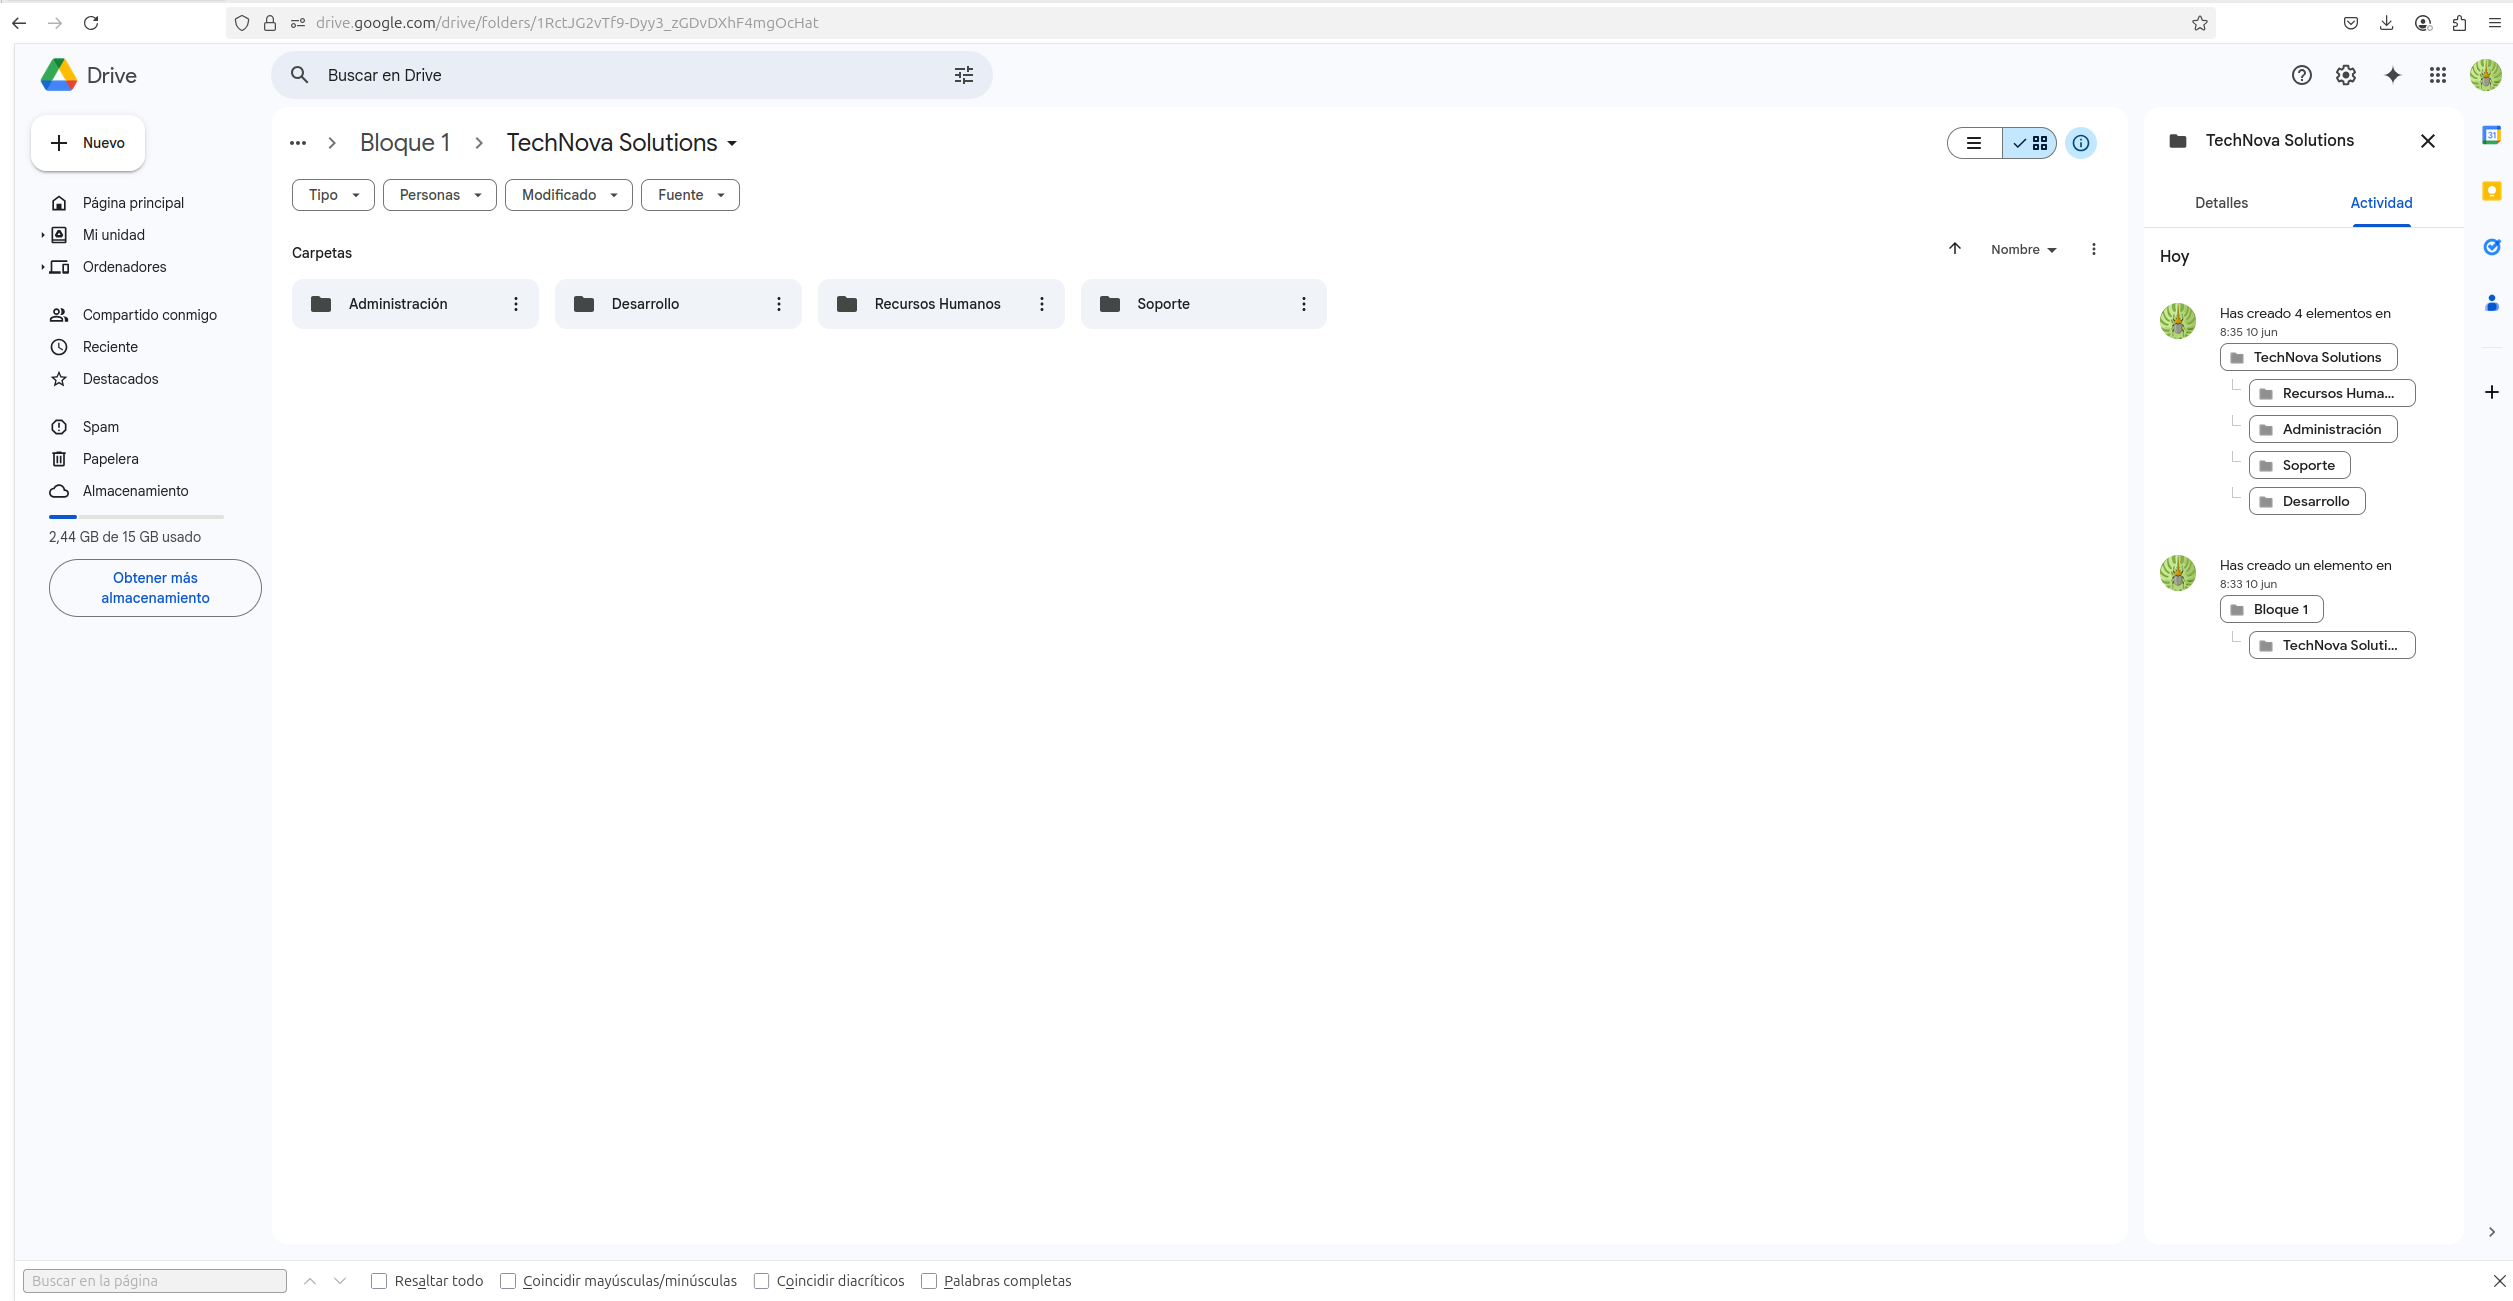 drive.google.com/drive/folders/1RctJG2vTf9-Dyy3_zGDvDXhF4mgOcHat
Drive
Buscar en Drive
Nuevo
Página principal
Mi unidad
Ordenadores
Compartido conmigo
Reciente
Destacados
Spam
Papelera
Almacenamiento
2,44 GB de 15 GB usado
Obtener más
almacenamiento
Bloque 1
TechNova Solutions
Tipo
Personas
Modificado
Fuente
Carpetas
Nombre
Administración
Desarrollo
Recursos Humanos
Soporte
TechNova Solutions
Detalles
Actividad
Hoy
Has creado 4 elementos en
8:35 10 jun
TechNova Solutions
Recursos Huma...
Administración
Soporte
Desarrollo
Has creado un elemento en
8:33 10 jun
Bloque 1
TechNova Soluti...
31
Buscar en la página
Resaltar todo
Coincidir mayúsculas/minúsculas
Coincidir diacríticos
Palabras completas